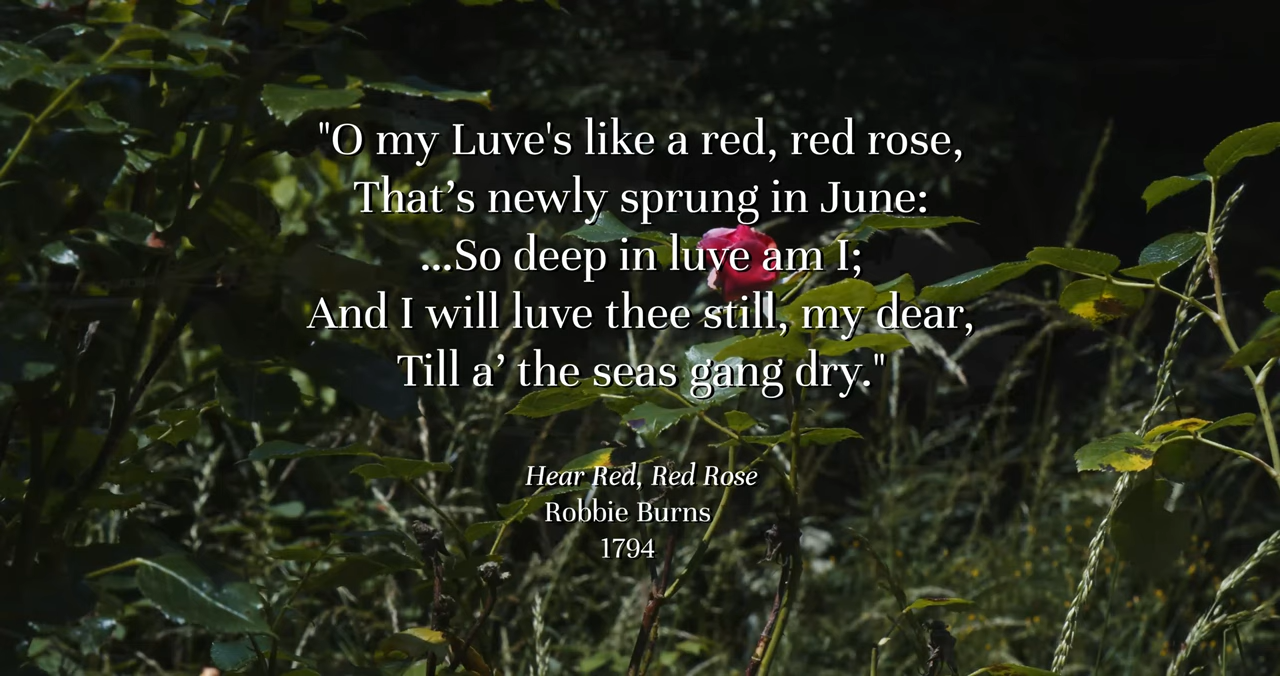 "O my Luve's like a red, red rose,
That’s newly sprung in June:
...So deep in luve am I;
And I will luve thee still, my dear,
Till a’ the seas gang dry."
Hear Red, Red Rose
Robbie Burns
1794